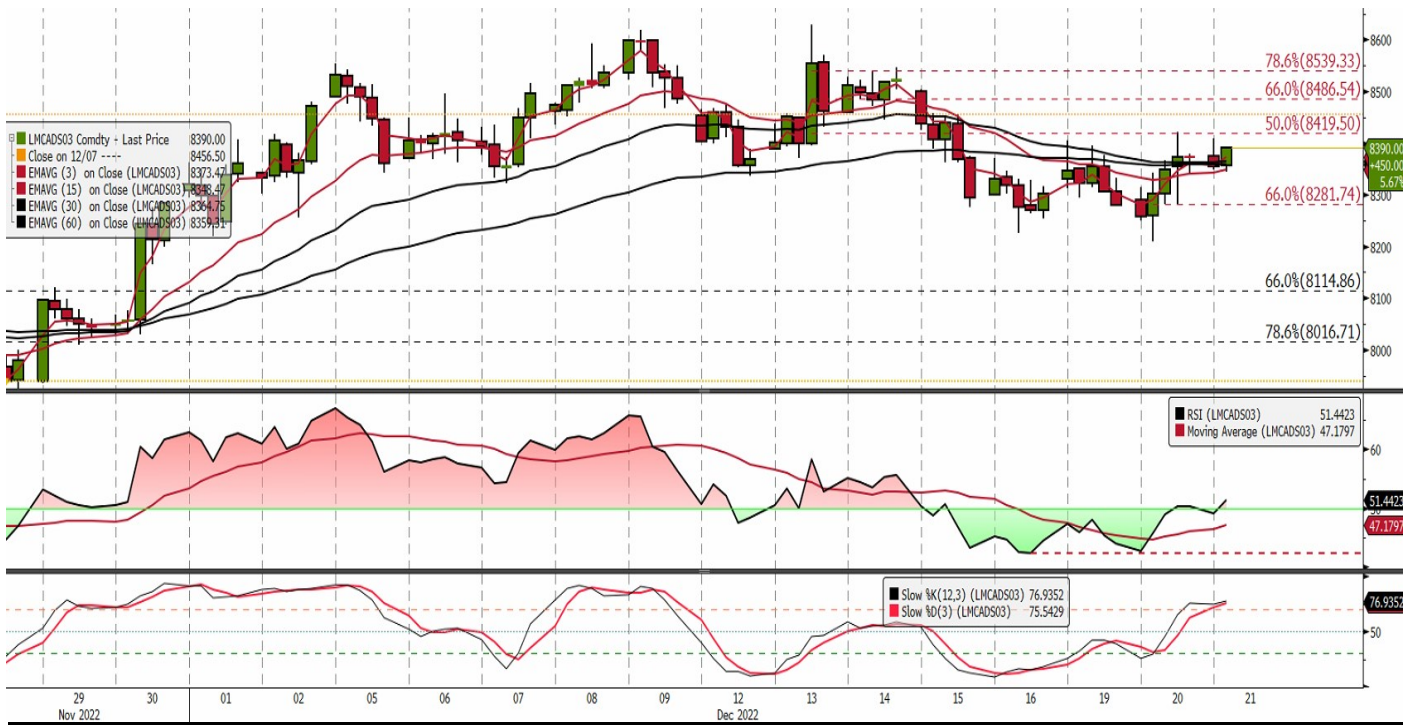 8600
78.6%(8539.33)
8500
66.0%(8486.54)
50.0%(8419.50)
LMCADS03 Comdty - Last Price 8390.00
Close on 12/07 ---- 8456.50
EMAVG (3) on Close (LMCADS03) 8373.47
EMAVG (15) on Close (LMCADS03) 8348.47
EMAVG (30) on Close (LMCADS03) 8364.75
EMAVG (60) on Close (LMCADS03) 8359.31
8390.00
450.00
5.67%
8300
66.0%(8281.74)
8200
66.0%(8114.86)
8100
78.6%(8016.71)
8000
RSI (LMCADS03) 51.4423
Moving Average (LMCADS03) 47.1797
60
51.4423
47.1797
Slow %K(12,3) (LMCADS03) 76.9352
Slow %D(3) (LMCADS03) 75.5429
76.9352
50
0
29 30 01 02 05 06 07 08 09 12 13 14 15 16 19 20 21
Nov 2022 Dec 2022